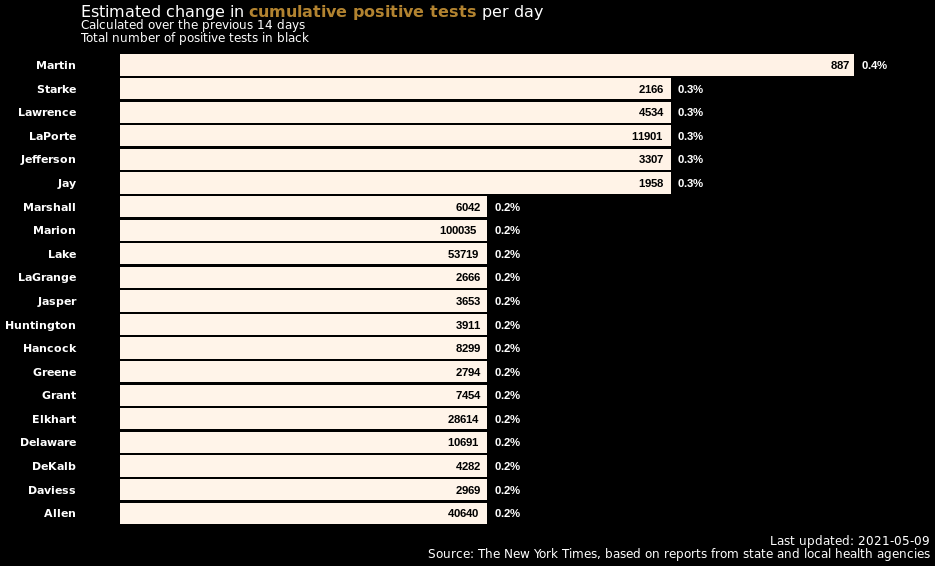 Estimated change in cumulative positive tests per day
Calculated over the previous 14 days
Total number of positive tests in black
Martin 887 0.4%
Starke 2166 0.3%
Lawrence 4534 0.3%
LaPorte 11901 0.3%
Jefferson 3307 0.3%
Jay 1958 0.3%
Marshall 6042 0.2%
Marion 100035 0.2%
Lake 53719 0.2%
LaGrange 2666 0.2%
Jasper 3653 0.2%
Huntington 3911 0.2%
Hancock 8299 0.2%
Greene 2794 0.2%
Grant 7454 0.2%
Elkhart 28614 0.2%
Delaware 10691 0.2%
DeKalb 4282 0.2%
Daviess 2969 0.2%
Allen 40640 0.2%
Last updated: 2021-05-09
Source: The New York Times, based on reports from state and local health agencies